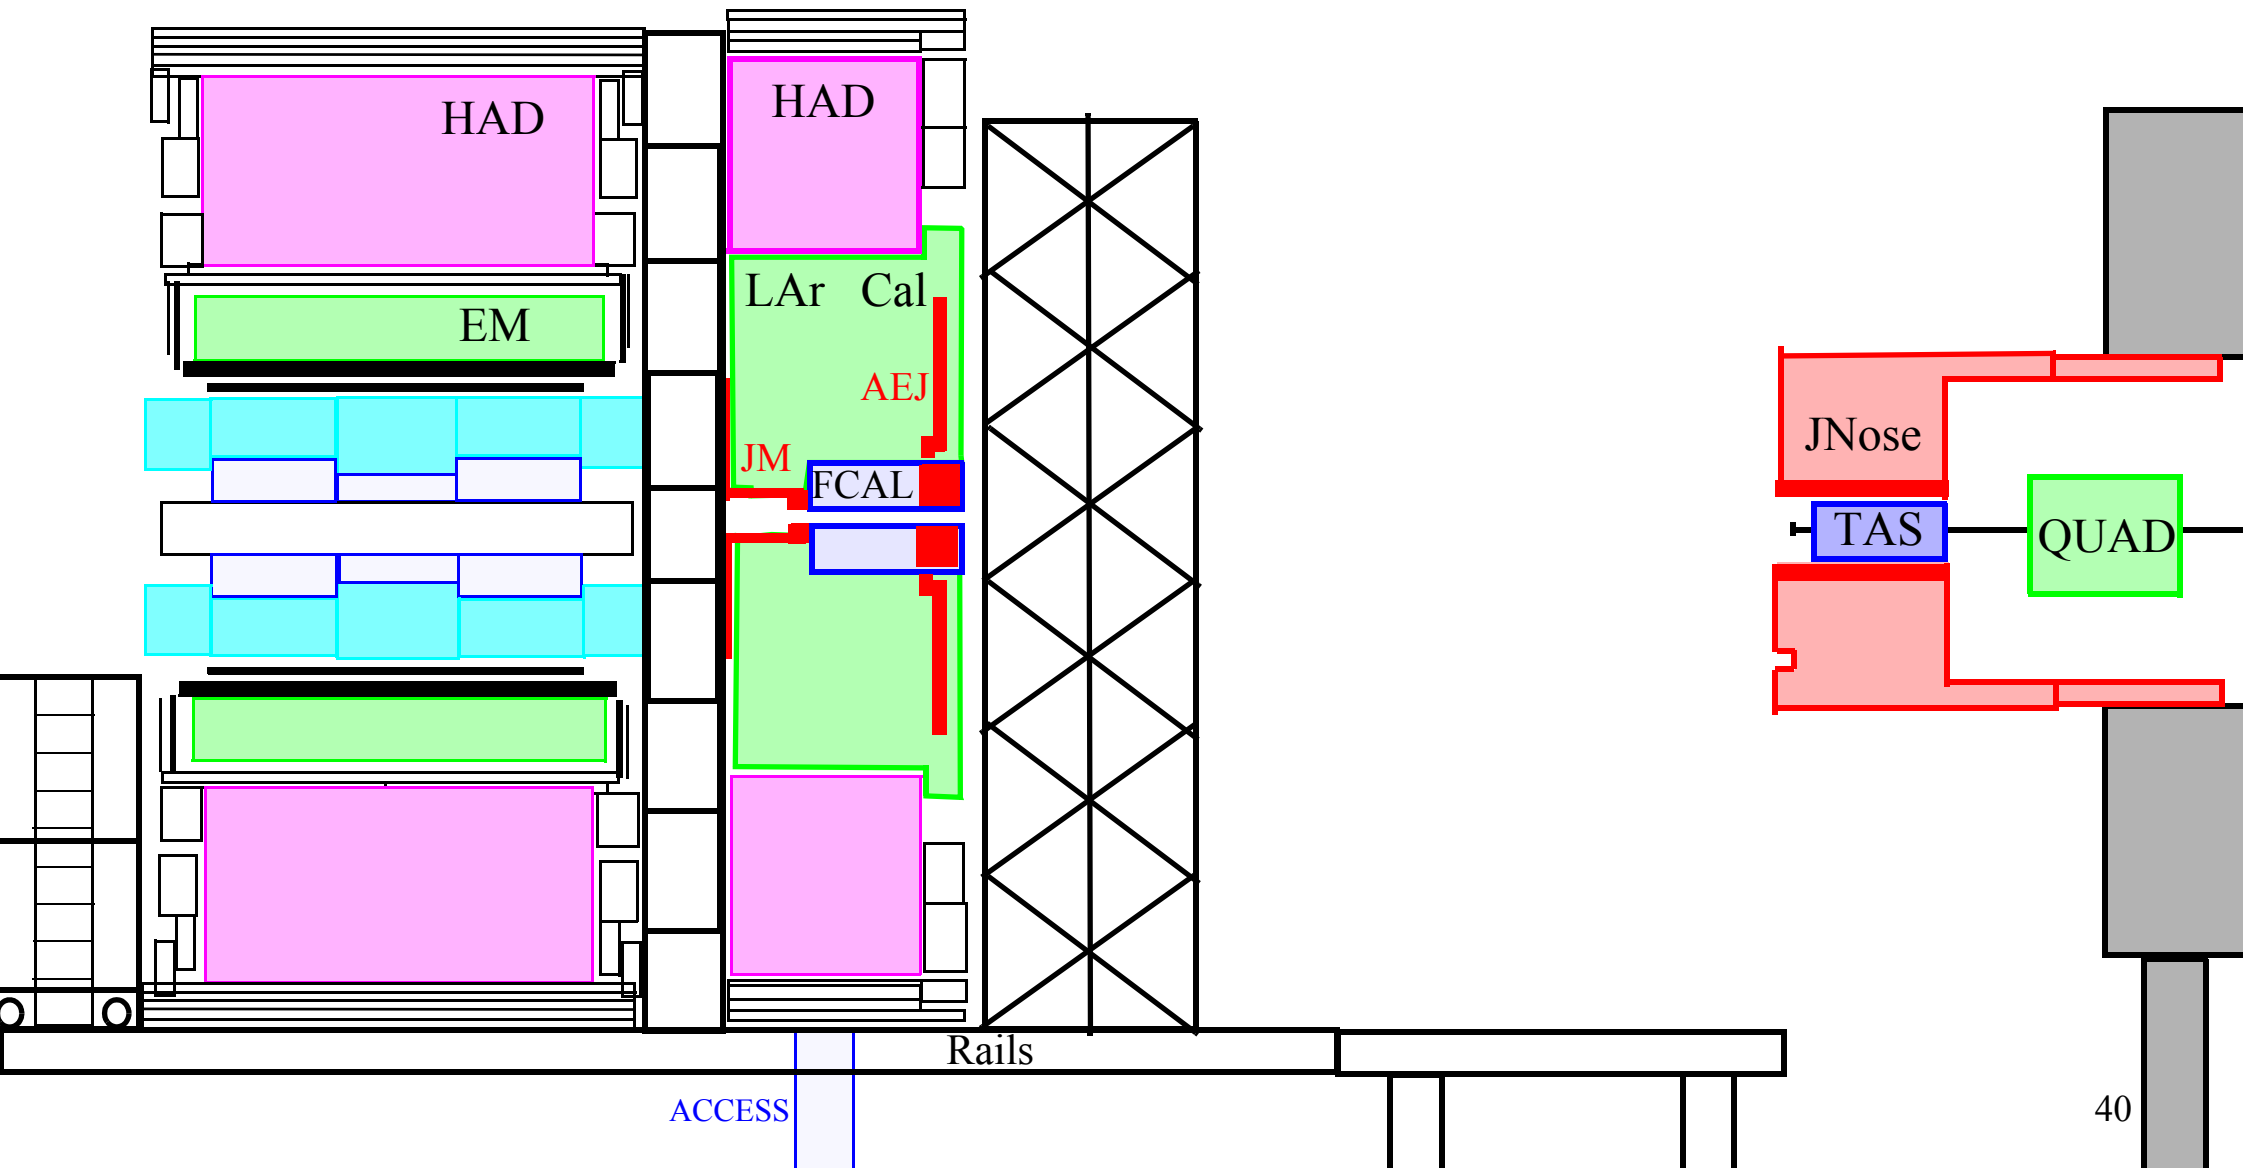 HAD
HAD
LAr Cal
EM
AEJ
JM
FCAL
JNose
TAS
QUAD
Rails
ACCESS
40